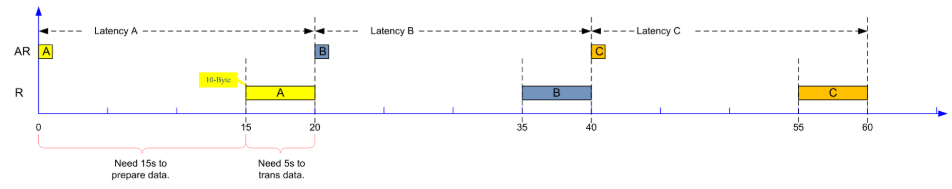 Latency A
Latency B
Latency C
AR
A
B
C
10-Byte
R
A
B
C
0
15
20
35
40
55
60
Need 15s to
prepare data.
Need 5s to
trans data.